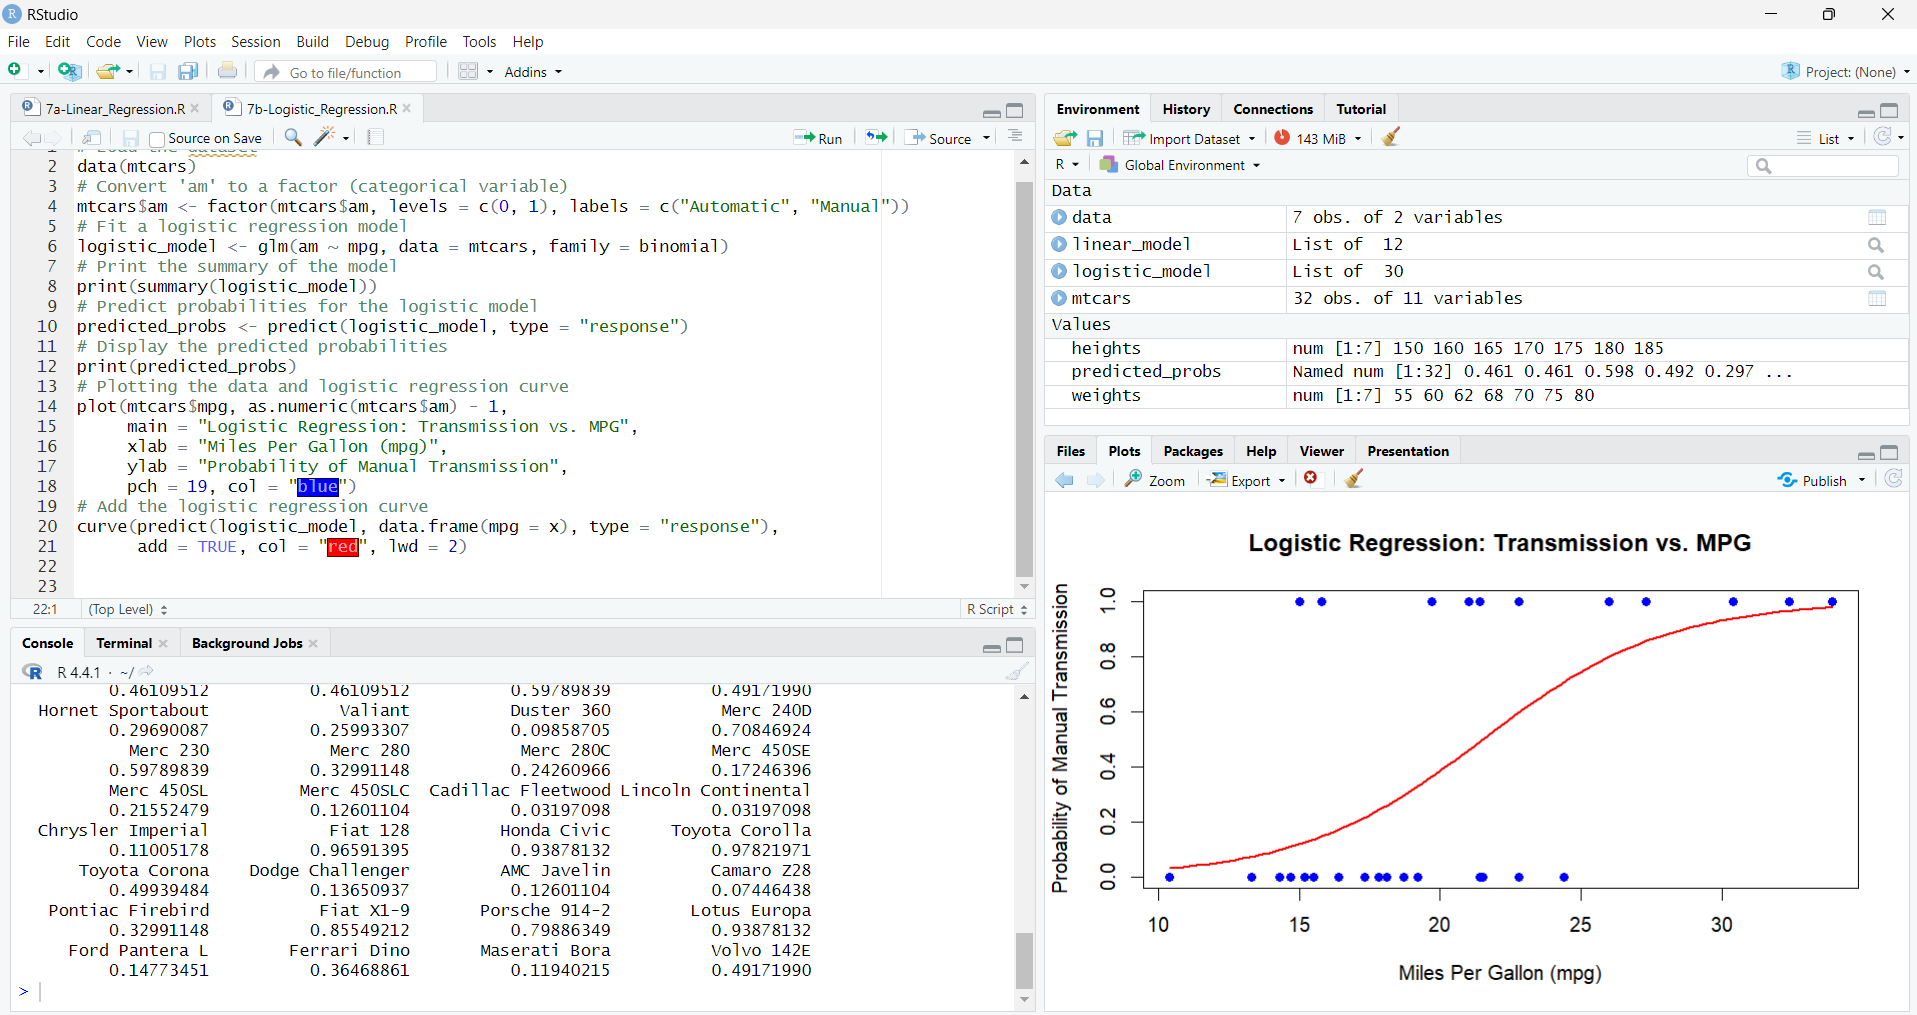 RStudio
File Edit Code View Plots Session Build Debug Profile Tools Help
Go to file/function Addins Project: (None)
7a-Linear_Regression.R 7b-Logistic_Regression.R
Source on Save Run Source
2 data(mtcars)
3 # Convert 'am' to a factor (categorical variable)
4 mtcars$am <- factor(mtcars$am, levels = c(0, 1), labels = c("Automatic", "Manual"))
5 # Fit a logistic regression model
6 logistic_model <- glm(am ~ mpg, data = mtcars, family = binomial)
7 # Print the summary of the model
8 print(summary(logistic_model))
9 # Predict probabilities for the logistic model
10 predicted_probs <- predict(logistic_model, type = "response")
11 # Display the predicted probabilities
12 print(predicted_probs)
13 # Plotting the data and logistic regression curve
14 plot(mtcars$mpg, as.numeric(mtcars$am) - 1,
15 main = "Logistic Regression: Transmission vs. MPG",
16 xlab = "Miles Per Gallon (mpg)",
17 ylab = "Probability of Manual Transmission",
18 pch = 19, col = "blue")
19 # Add the logistic regression curve
20 curve(predict(logistic_model, data.frame(mpg = x), type = "response"),
21 add = TRUE, col = "red", lwd = 2)
22
23
22:1 (Top Level) R Script
Console Terminal Background Jobs
R 4.4.1 · ~/
0.46109512 0.46109512 0.59789839 0.49171990
Hornet Sportabout Valiant Duster 360 Merc 240D
0.29690087 0.25993307 0.09858705 0.70846924
Merc 230 Merc 280 Merc 280C Merc 450SE
0.59789839 0.32991148 0.24260966 0.17246396
Merc 450SL Merc 450SLC Cadillac Fleetwood Lincoln Continental
0.21552479 0.12601104 0.03197098 0.03197098
Chrysler Imperial Fiat 128 Honda Civic Toyota Corolla
0.11005178 0.96591395 0.93878132 0.97821971
Toyota Corona Dodge Challenger AMC Javelin Camaro Z28
0.49939484 0.13650937 0.12601104 0.07446438
Pontiac Firebird Fiat X1-9 Porsche 914-2 Lotus Europa
0.32991148 0.85549212 0.79886349 0.93878132
Ford Pantera L Ferrari Dino Maserati Bora Volvo 142E
0.14773451 0.36468861 0.11940215 0.49171990
>
Environment History Connections Tutorial
Import Dataset 143 MiB List
R Global Environment
Data
data 7 obs. of 2 variables
linear_model List of 12
logistic_model List of 30
mtcars 32 obs. of 11 variables
Values
heights num [1:7] 150 160 165 170 175 180 185
predicted_probs Named num [1:32] 0.461 0.461 0.598 0.492 0.297 ...
weights num [1:7] 55 60 62 68 70 75 80
Files Plots Packages Help Viewer Presentation
Zoom Export Publish
Logistic Regression: Transmission vs. MPG
Probability of Manual Transmission
1.0
0.8
0.6
0.4
0.2
0.0
10 15 20 25 30
Miles Per Gallon (mpg)